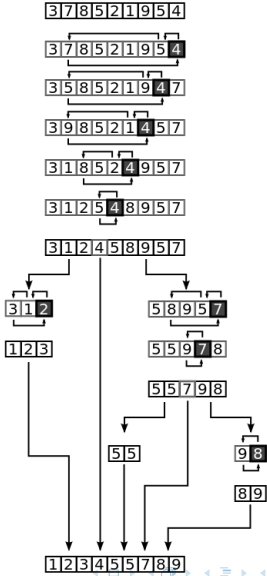 3 7 8 5 2 1 9 5 4
3 7 8 5 2 1 9 5 4
3 5 8 5 2 1 9 4 7
3 9 8 5 2 1 4 5 7
3 1 8 5 2 4 9 5 7
3 1 2 5 4 8 9 5 7
3 1 2 4 5 8 9 5 7
3 1 2
5 8 9 5 7
1 2 3
5 5 9 7 8
5 5 7 9 8
5 5
9 8
8 9
1 2 3 4 5 5 7 8 9